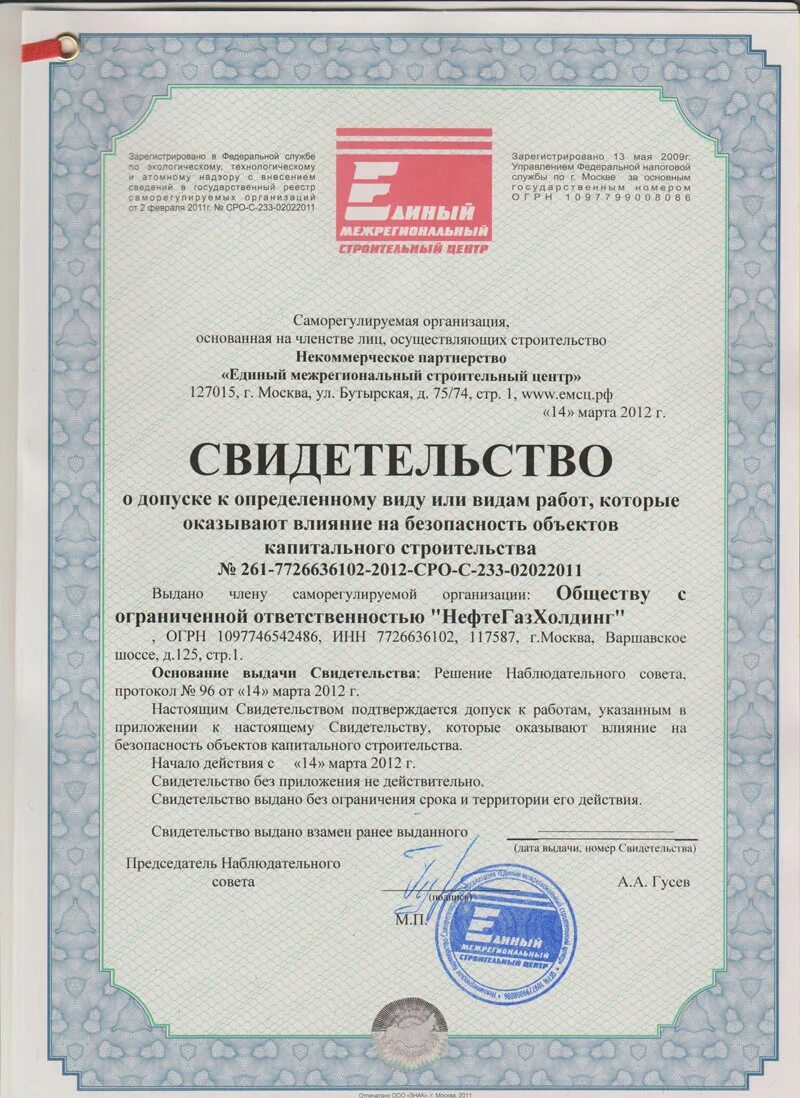 Зарегистрировано в Федеральной службе
по экологическому, технологическому
и атомному надзору с внесением
сведений в государственный реестр
саморегулируемых организаций
от 2 февраля 2011г. № СРО-С-233-02022011
ЕДИНЫЙ
МЕЖРЕГИОНАЛЬНЫЙ
СТРОИТЕЛЬНЫЙ ЦЕНТР
Зарегистрировано 13 мая 2009г.
Управлением Федеральной налоговой
службы по г. Москве за основным
государственным номером
ОГРН 1097799008086
Саморегулируемая организация,
основанная на членстве лиц, осуществляющих строительство
Некоммерческое партнерство
«Единый межрегиональный строительный центр»
127015, г. Москва, ул. Бутырская, д. 75/74, стр. 1, www.емсц.рф
«14» марта 2012 г.
СВИДЕТЕЛЬСТВО
о допуске к определенному виду или видам работ, которые
оказывают влияние на безопасность объектов
капитального строительства
№ 261-7726636102-2012-СРО-С-233-02022011
Выдано члену саморегулируемой организации: Обществу с
ограниченной ответственностью "НефтеГазХолдинг"
, ОГРН 1097746542486, ИНН 7726636102, 117587, г.Москва, Варшавское
шоссе, д.125, стр.1.
Основание выдачи Свидетельства: Решение Наблюдательного совета,
протокол № 96 от «14» марта 2012 г.
Настоящим Свидетельством подтверждается допуск к работам, указанным в
приложении к настоящему Свидетельству, которые оказывают влияние на
безопасность объектов капитального строительства.
Начало действия с «14» марта 2012 г.
Свидетельство без приложения не действительно.
Свидетельство выдано без ограничения срока и территории его действия.
Свидетельство выдано взамен ранее выданного
(дата выдачи, номер Свидетельства)
Председатель Наблюдательного
совета
(подпись)
А.А. Гусев
М.П.
ЕДИНЫЙ
МЕЖРЕГИОНАЛЬНЫЙ
СТРОИТЕЛЬНЫЙ ЦЕНТР
Отпечатано ООО «ЗНАК», г. Москва, 2011